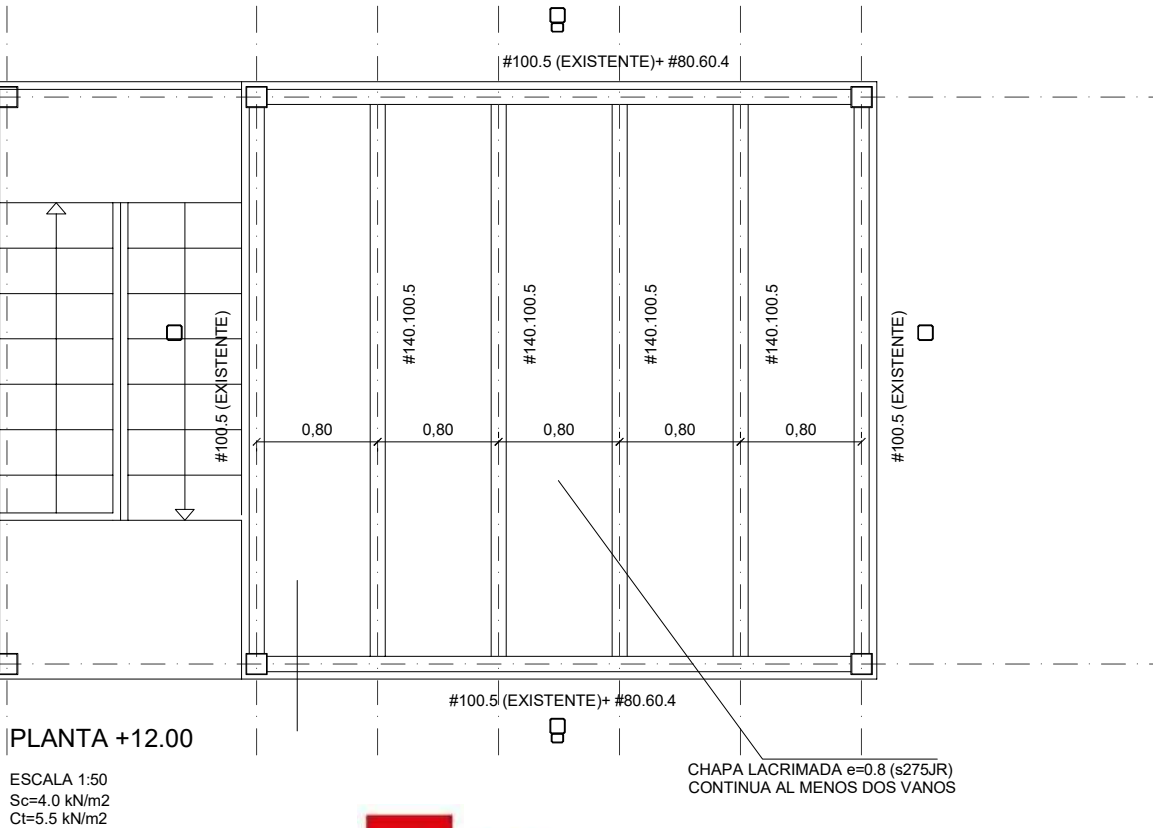 #100.5 (EXISTENTE)+ #80.60.4
#100.5 (EXISTENTE)
#140.100.5
#140.100.5
#140.100.5
#140.100.5
#100.5 (EXISTENTE)
0,80
0,80
0,80
0,80
0,80
#100.5 (EXISTENTE)+ #80.60.4
PLANTA +12.00
ESCALA 1:50
Sc=4.0 kN/m2
Ct=5.5 kN/m2
CHAPA LACRIMADA e=0.8 (s275JR)
CONTINUA AL MENOS DOS VANOS